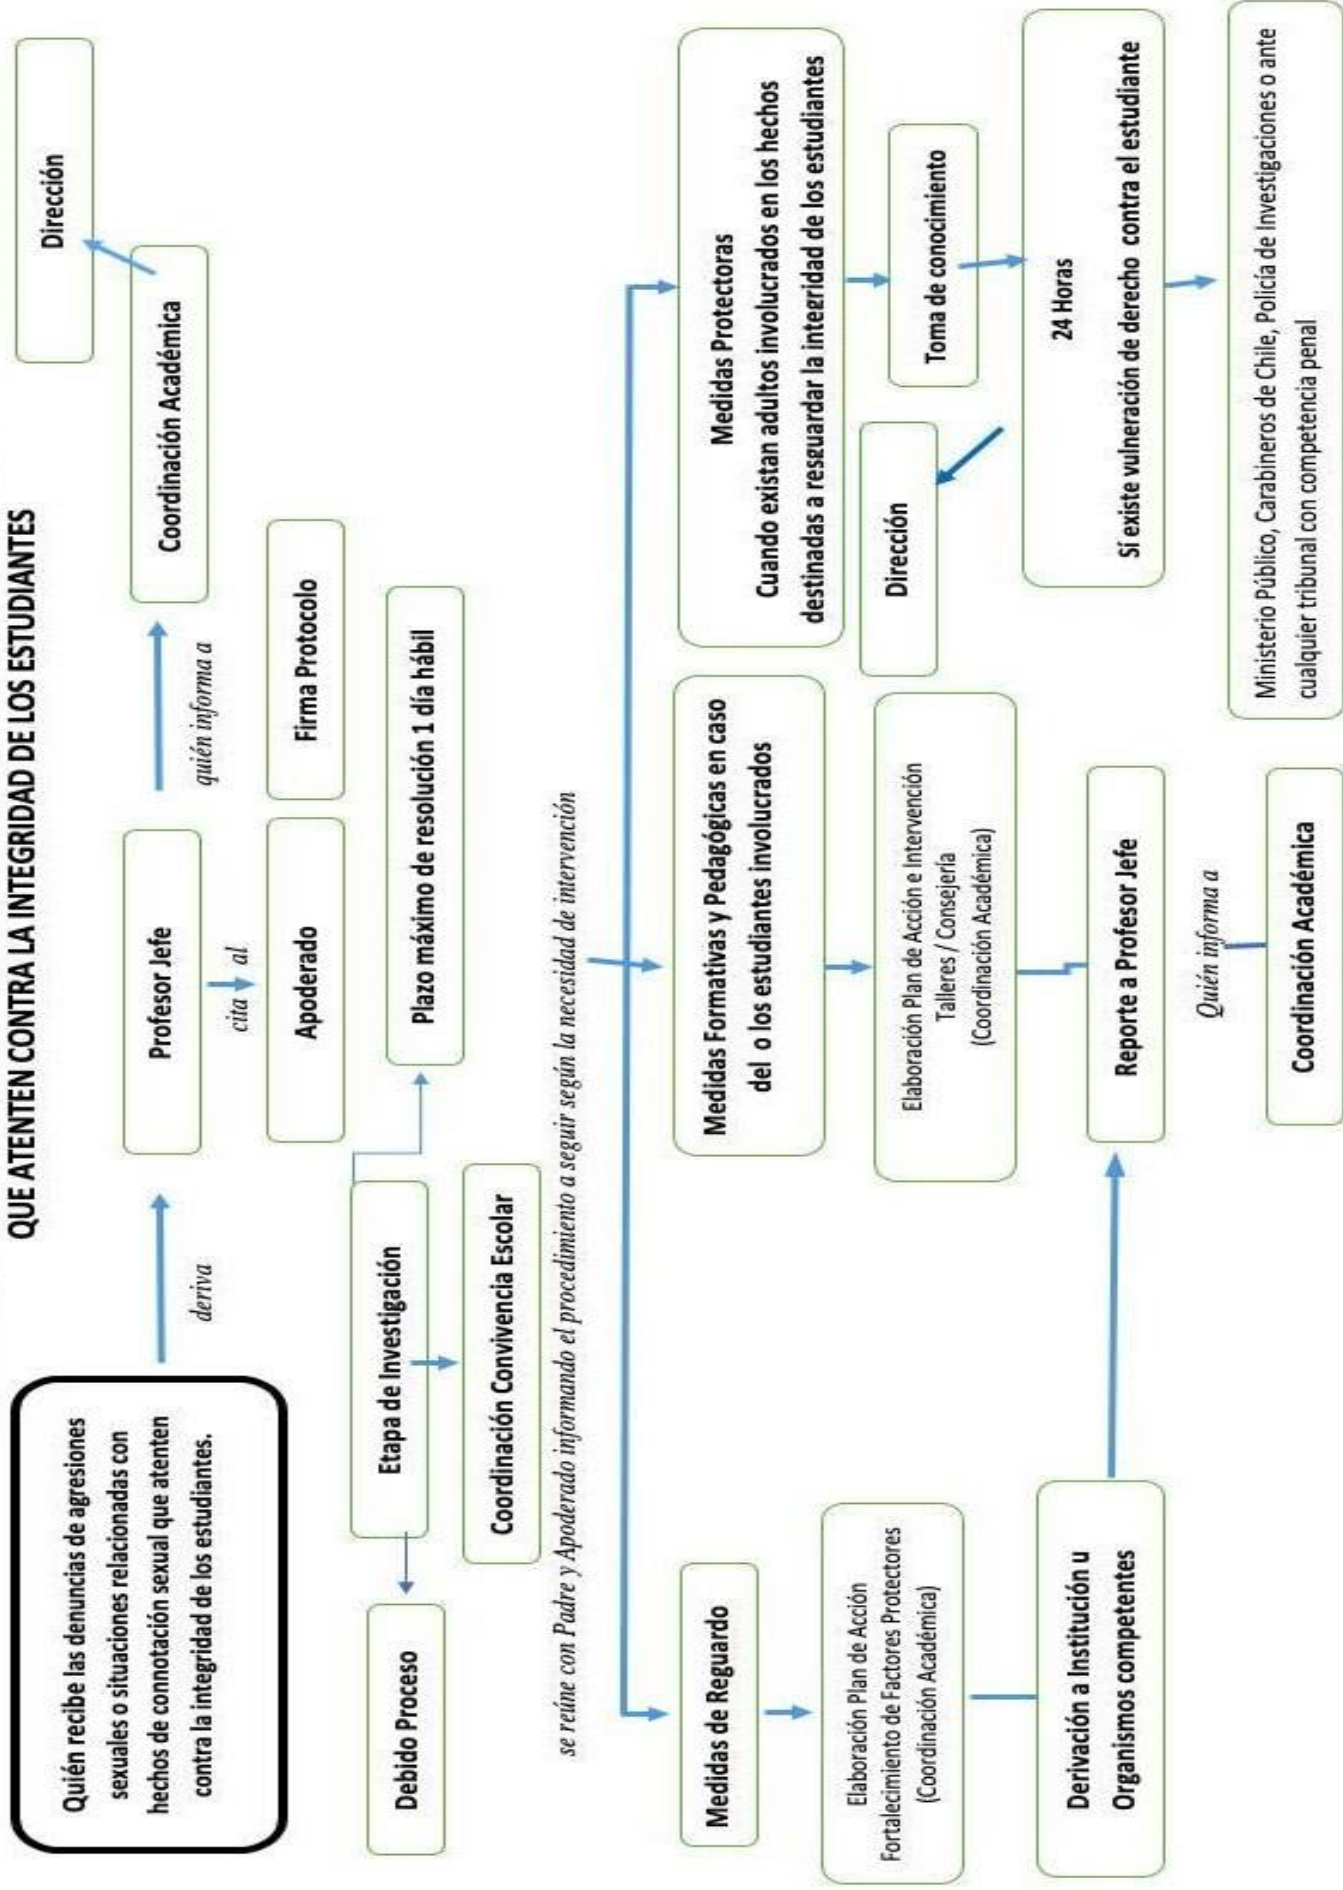 QUE ATENTEN CONTRA LA INTEGRIDAD DE LOS ESTUDIANTES
Quién recibe las denuncias de agresiones
sexuales o situaciones relacionadas con
hechos de connotación sexual que atenten
contra la integridad de los estudiantes.
deriva
Profesor Jefe
quién informa a
Coordinación Académica
Dirección
cita al
Apoderado
Firma Protocolo
Etapa de Investigación
Plazo máximo de resolución 1 día hábil
Debido Proceso
Coordinación Convivencia Escolar
se reúne con Padre y Apoderado informando el procedimiento a seguir según la necesidad de intervención
Medidas de Reguardo
Elaboración Plan de Acción
Fortalecimiento de Factores Protectores
(Coordinación Académica)
Derivación a Institución u
Organismos competentes
Medidas Formativas y Pedagógicas en caso
del o los estudiantes involucrados
Elaboración Plan de Acción e Intervención
Talleres / Consejería
(Coordinación Académica)
Reporte a Profesor Jefe
Quién informa a
Coordinación Académica
Medidas Protectoras
Cuando existan adultos involucrados en los hechos
destinadas a resguardar la integridad de los estudiantes
Toma de conocimiento
Dirección
24 Horas
Sí existe vulneración de derecho contra el estudiante
Ministerio Público, Carabineros de Chile, Policía de Investigaciones o ante
cualquier tribunal con competencia penal